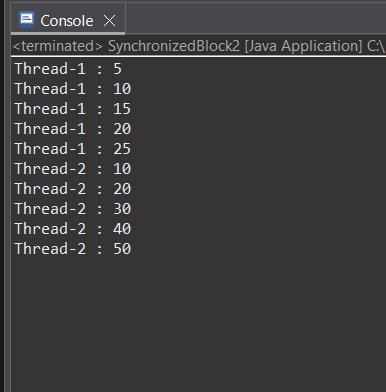 Console
<terminated> SynchronizedBlock2 [Java Application] C:\
Thread-1 : 5
Thread-1 : 10
Thread-1 : 15
Thread-1 : 20
Thread-1 : 25
Thread-2 : 10
Thread-2 : 20
Thread-2 : 30
Thread-2 : 40
Thread-2 : 50